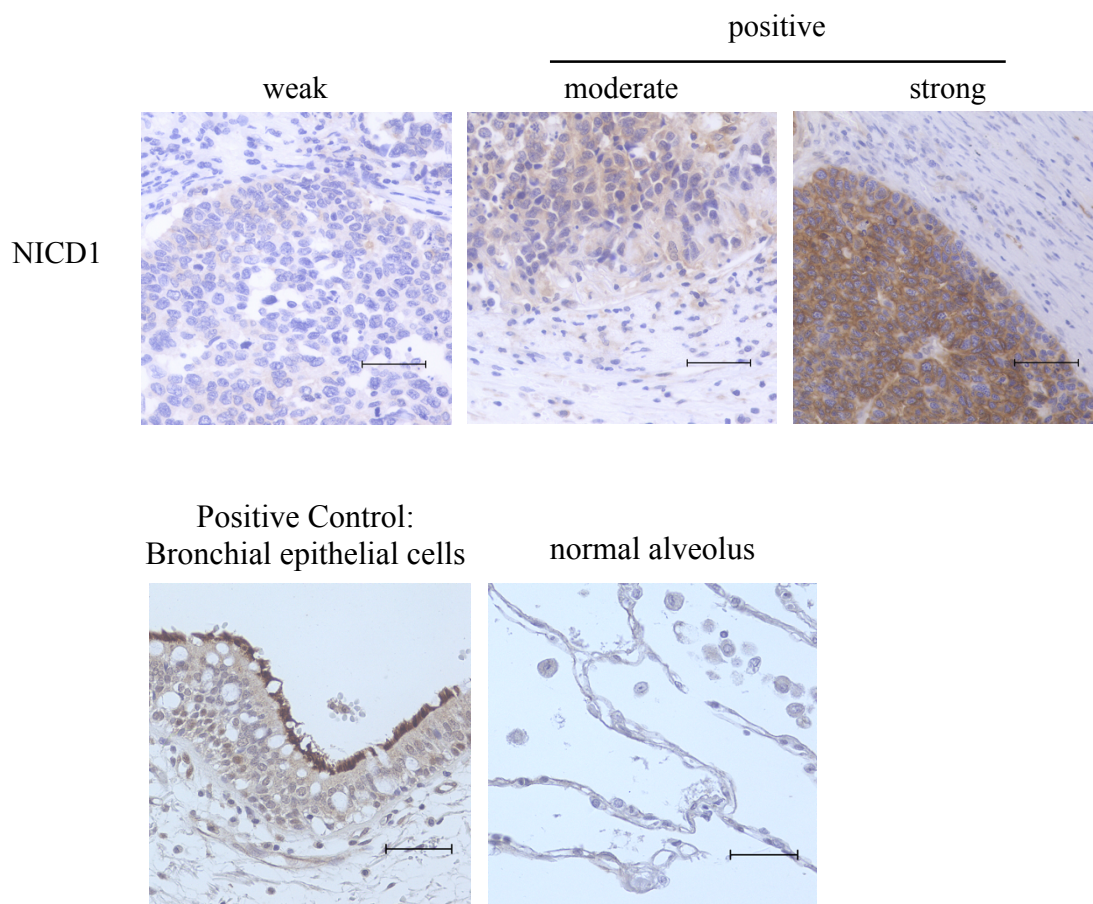 positive
weak
moderate
strong
NICD1
Positive Control:
Bronchial epithelial cells
normal alveolus